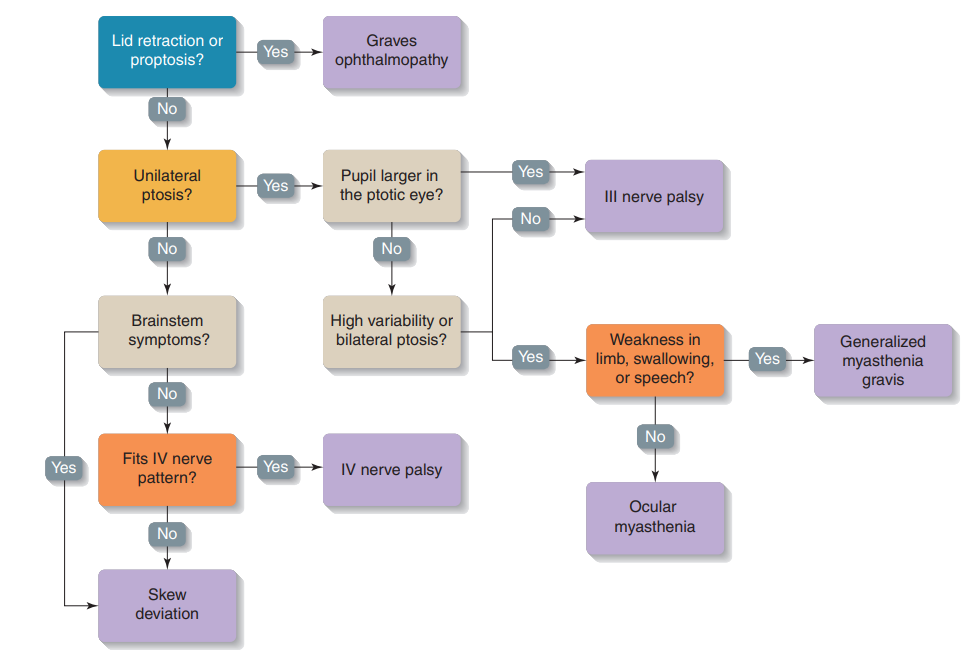 Lid retraction or
proptosis?
Yes
Graves
ophthalmopathy
No
Unilateral
ptosis?
Yes
Pupil larger in
the ptotic eye?
Yes
III nerve palsy
No
No
No
Brainstem
symptoms?
High variability or
bilateral ptosis?
Yes
Weakness in
limb, swallowing,
or speech?
Yes
Generalized
myasthenia
gravis
No
No
Yes
Fits IV nerve
pattern?
Yes
IV nerve palsy
Ocular
myasthenia
No
Skew
deviation